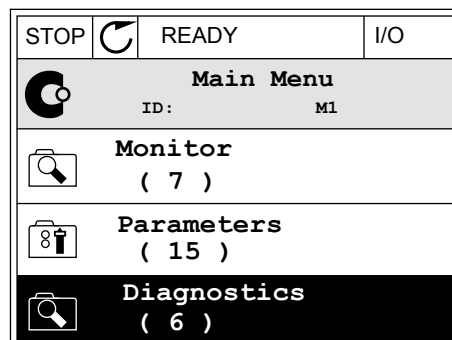 STOP READY I/O
Main Menu
ID: M1
Monitor
( 7 )
Parameters
( 15 )
Diagnostics
( 6 )